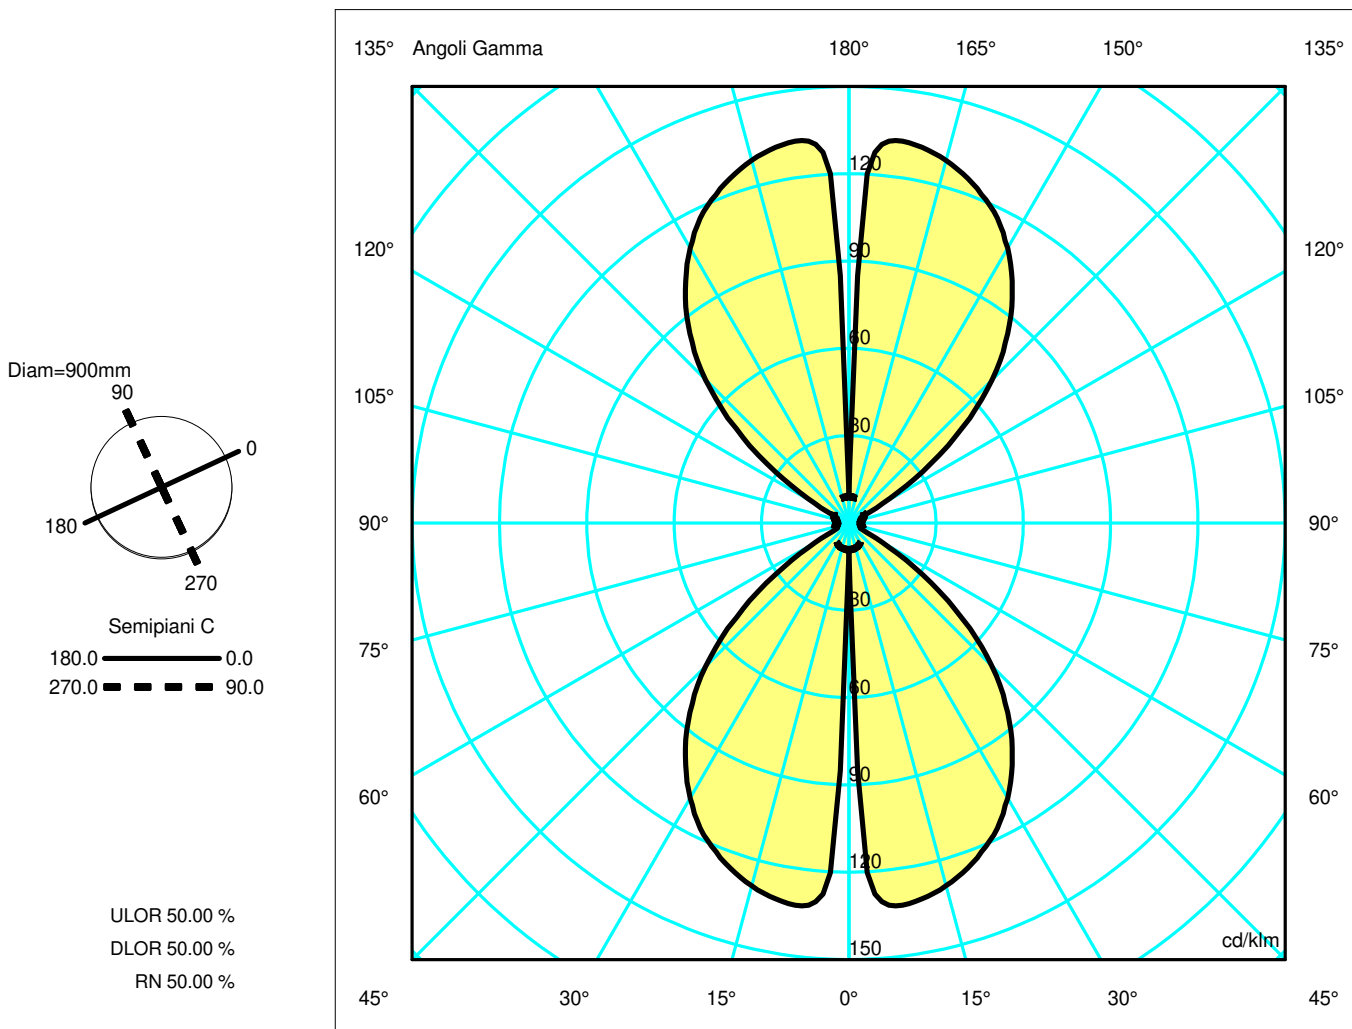 135° Angoli Gamma 180° 165° 150° 135°
120
120° 90 120°
60
Diam=900mm
90
105° 30 105°
0
180 90° 90°
270
30
Semipiani C
180.0 0.0
75° 75°
270.0 90.0
60
90
60° 60°
120
ULOR 50.00 %
DLOR 50.00 %
RN 50.00 %
150 cd/klm
45° 30° 15° 0° 15° 30° 45°